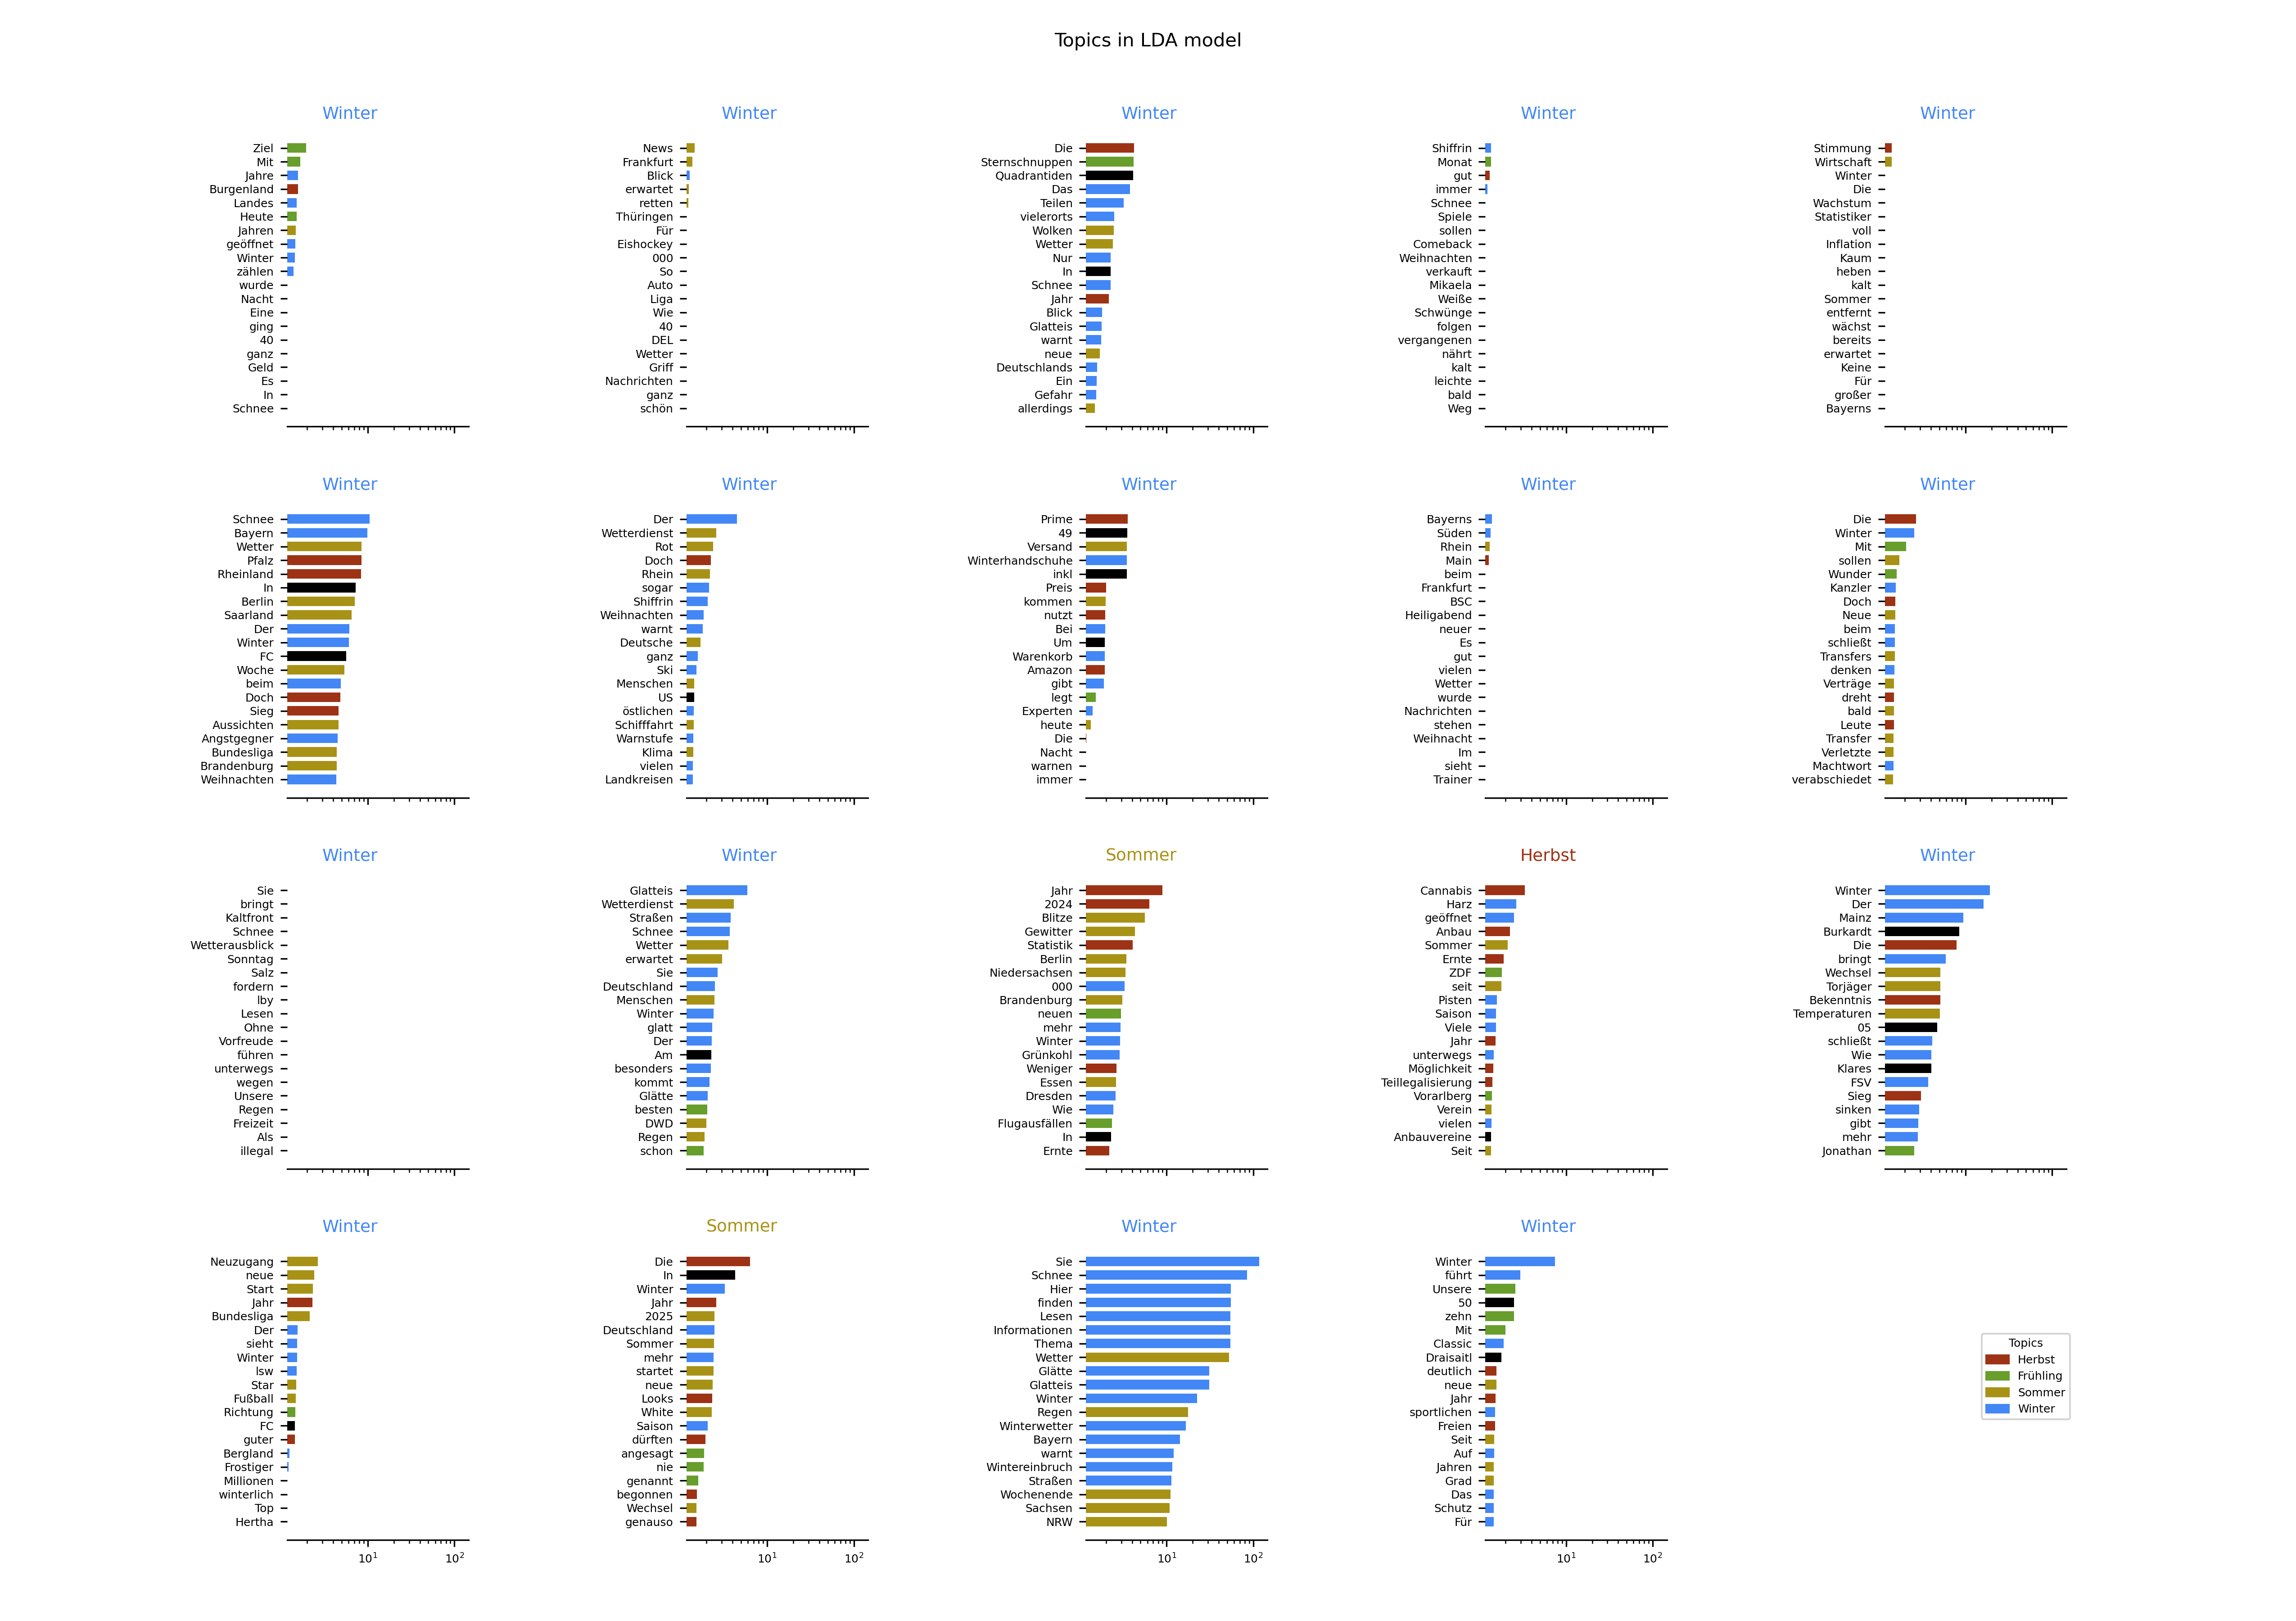 Topics in LDA model
Winter
Ziel
Mit
Jahre
Burgenland
Landes
Heute
Jahren
geöffnet
Winter
zählen
wurde
Nacht
Eine
ging
40
ganz
Geld
Es
In
Schnee
Winter
News
Frankfurt
Blick
erwartet
retten
Thüringen
Für
Eishockey
000
So
Auto
Liga
Wie
40
DEL
Wetter
Griff
Nachrichten
ganz
schön
Winter
Die
Sternschnuppen
Quadrantiden
Das
Teilen
vielerorts
Wolken
Wetter
Nur
In
Schnee
Jahr
Blick
Glatteis
warnt
neue
Deutschlands
Ein
Gefahr
allerdings
Winter
Shiffrin
Monat
gut
immer
Schnee
Spiele
sollen
Comeback
Weihnachten
verkauft
Mikaela
Weiße
Schwünge
folgen
vergangenen
nährt
kalt
leichte
bald
Weg
Winter
Stimmung
Wirtschaft
Winter
Die
Wachstum
Statistiker
voll
Inflation
Kaum
heben
kalt
Sommer
entfernt
wächst
bereits
erwartet
Keine
Für
großer
Bayerns
Winter
Schnee
Bayern
Wetter
Pfalz
Rheinland
In
Berlin
Saarland
Der
Winter
FC
Woche
beim
Doch
Sieg
Aussichten
Angstgegner
Bundesliga
Brandenburg
Weihnachten
Winter
Der
Wetterdienst
Rot
Doch
Rhein
sogar
Shiffrin
Weihnachten
warnt
Deutsche
ganz
Ski
Menschen
US
östlichen
Schifffahrt
Warnstufe
Klima
vielen
Landkreisen
Winter
Prime
49
Versand
Winterhandschuhe
inkl
Preis
kommen
nutzt
Bei
Um
Warenkorb
Amazon
gibt
legt
Experten
heute
Die
Nacht
warnen
immer
Winter
Bayerns
Süden
Rhein
Main
beim
Frankfurt
BSC
Heiligabend
neuer
Es
gut
vielen
Wetter
wurde
Nachrichten
stehen
Weihnacht
Im
sieht
Trainer
Winter
Die
Winter
Mit
sollen
Wunder
Kanzler
Doch
Neue
beim
schließt
Transfers
denken
Verträge
dreht
bald
Leute
Transfer
Verletzte
Machtwort
verabschiedet
Winter
Sie
bringt
Kaltfront
Schnee
Wetterausblick
Sonntag
Salz
fordern
lby
Lesen
Ohne
Vorfreude
führen
unterwegs
wegen
Unsere
Regen
Freizeit
Als
illegal
Winter
Glatteis
Wetterdienst
Straßen
Schnee
Wetter
erwartet
Sie
Deutschland
Menschen
Winter
glatt
Der
Am
besonders
kommt
Glätte
besten
DWD
Regen
schon
Sommer
Jahr
2024
Blitze
Gewitter
Statistik
Berlin
Niedersachsen
000
Brandenburg
neuen
mehr
Winter
Grünkohl
Weniger
Essen
Dresden
Wie
Flugausfällen
In
Ernte
Herbst
Cannabis
Harz
geöffnet
Anbau
Sommer
Ernte
ZDF
seit
Pisten
Saison
Viele
Jahr
unterwegs
Möglichkeit
Teillegalisierung
Vorarlberg
Verein
vielen
Anbauvereine
Seit
Winter
Winter
Der
Mainz
Burkardt
Die
bringt
Wechsel
Torjäger
Bekenntnis
Temperaturen
05
schließt
Wie
Klares
FSV
Sieg
sinken
gibt
mehr
Jonathan
Winter
Neuzugang
neue
Start
Jahr
Bundesliga
Der
sieht
Winter
lsw
Star
Fußball
Richtung
FC
guter
Bergland
Frostiger
Millionen
winterlich
Top
Hertha
10¹ 10²
Sommer
Die
In
Winter
Jahr
2025
Deutschland
Sommer
mehr
startet
neue
Looks
White
Saison
dürften
angesagt
nie
genannt
begonnen
Wechsel
genauso
10¹ 10²
Winter
Sie
Schnee
Hier
finden
Lesen
Informationen
Thema
Wetter
Glätte
Glatteis
Winter
Regen
Winterwetter
Bayern
warnt
Wintereinbruch
Straßen
Wochenende
Sachsen
NRW
10¹ 10²
Winter
Winter
führt
Unsere
50
zehn
Mit
Classic
Draisaitl
deutlich
neue
Jahr
sportlichen
Freien
Seit
Auf
Jahren
Grad
Das
Schutz
Für
10¹ 10²
Topics
Herbst
Frühling
Sommer
Winter